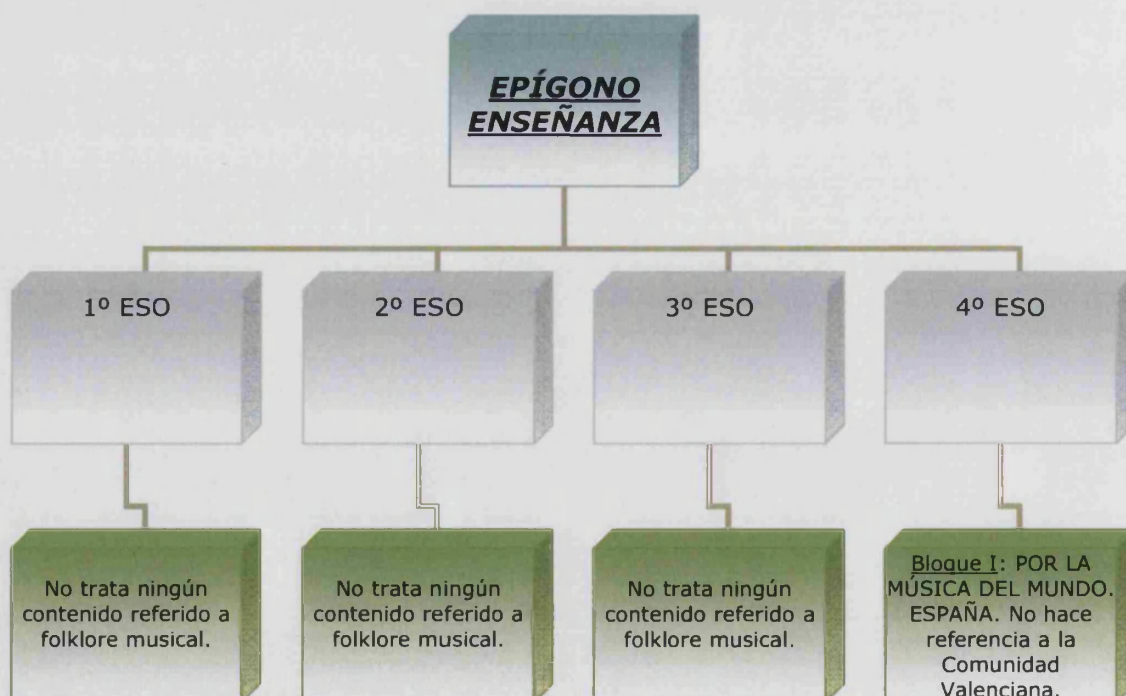 EPÍGONO
ENSEÑANZA
1º ESO
2º ESO
3º ESO
4º ESO
No trata ningún
contenido referido a
folklore musical.
No trata ningún
contenido referido a
folklore musical.
No trata ningún
contenido referido a
folklore musical.
Bloque I: POR LA
MÚSICA DEL MUNDO.
ESPAÑA. No hace
referencia a la
Comunidad
Valenciana.